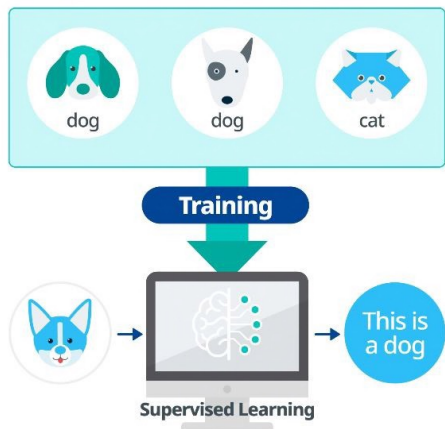 dog
dog
cat
Training
This is
a dog
Supervised Learning